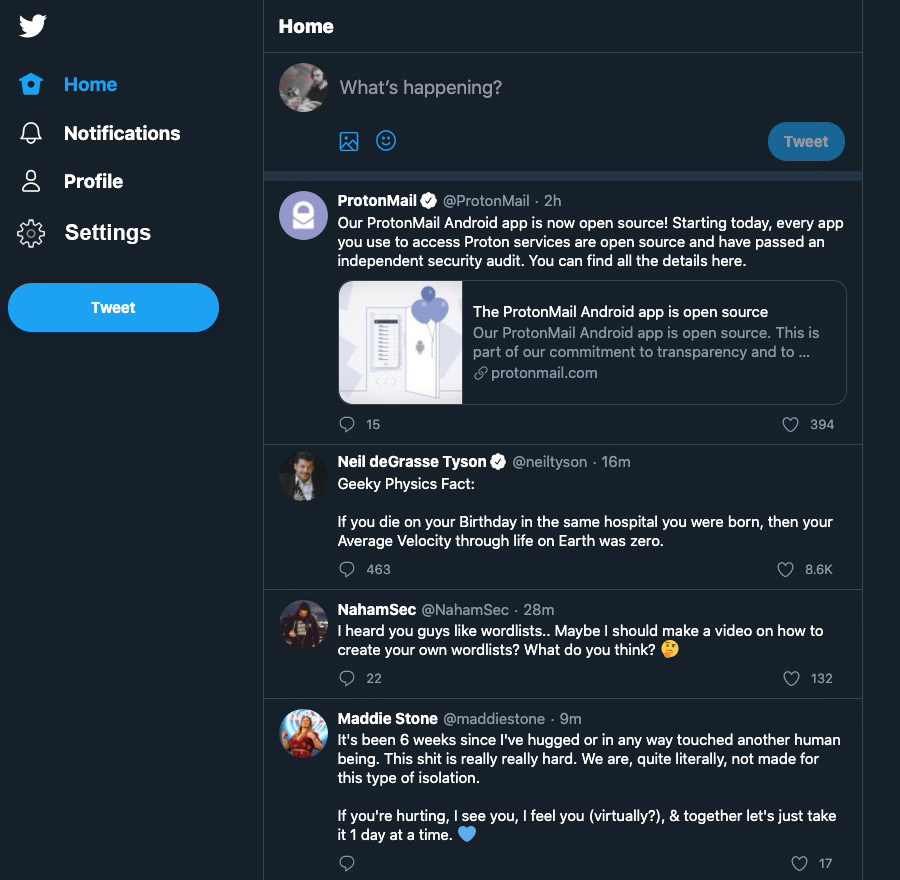 Home
What’s happening?
Home
Notifications
Profile
Settings
Tweet
Tweet
ProtonMail @ProtonMail · 2h
Our ProtonMail Android app is now open source! Starting today, every app
you use to access Proton services are open source and have passed an
independent security audit. You can find all the details here.
The ProtonMail Android app is open source
Our ProtonMail Android app is open source. This is
part of our commitment to transparency and to ...
protonmail.com
15
394
Neil deGrasse Tyson @neiltyson · 16m
Geeky Physics Fact:
If you die on your Birthday in the same hospital you were born, then your
Average Velocity through life on Earth was zero.
463
8.6K
NahamSec @NahamSec · 28m
I heard you guys like wordlists.. Maybe I should make a video on how to
create your own wordlists? What do you think? 🤔
22
132
Maddie Stone @maddiestone · 9m
It's been 6 weeks since I've hugged or in any way touched another human
being. This shit is really really hard. We are, quite literally, not made for
this type of isolation.
If you're hurting, I see you, I feel you (virtually?), & together let's just take
it 1 day at a time. 💙
17